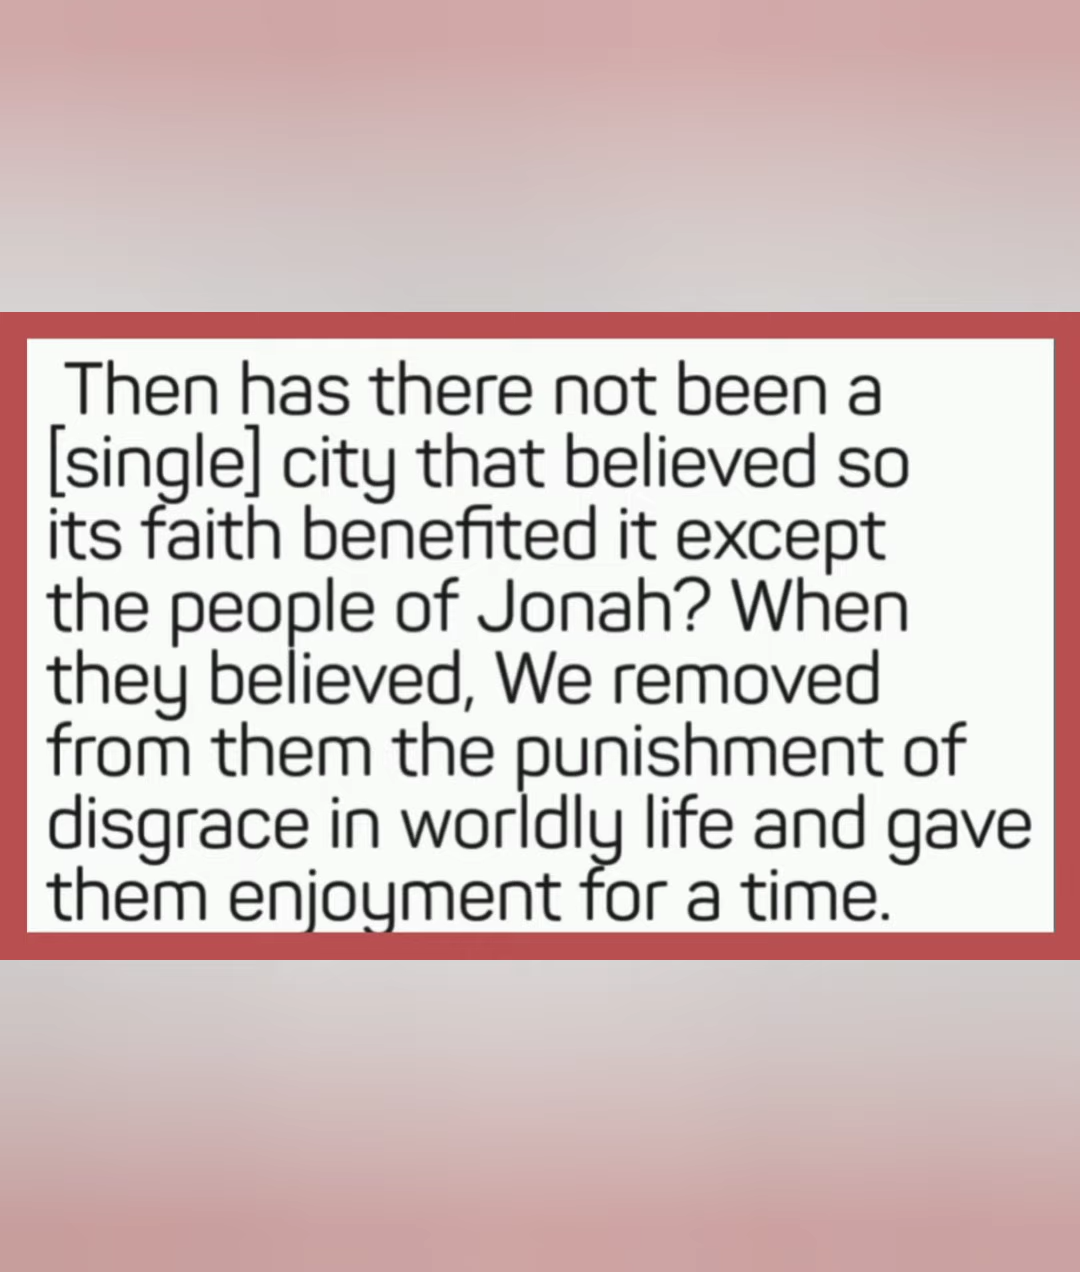 Then has there not been a
[single] city that believed so
its faith benefited it except
the people of Jonah? When
they believed, We removed
from them the punishment of
disgrace in worldly life and gave
them enjoyment for a time.